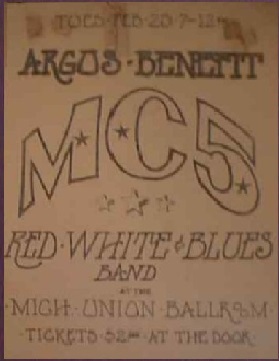 TUES·FEB·20·7-12
ARGUS·BENEFIT
MC5
RED·WHITE & BLUES
BAND
AT THE
·MICH·UNION·BALLROOM·
·TICKETS·$2.00·AT·THE·DOOR·